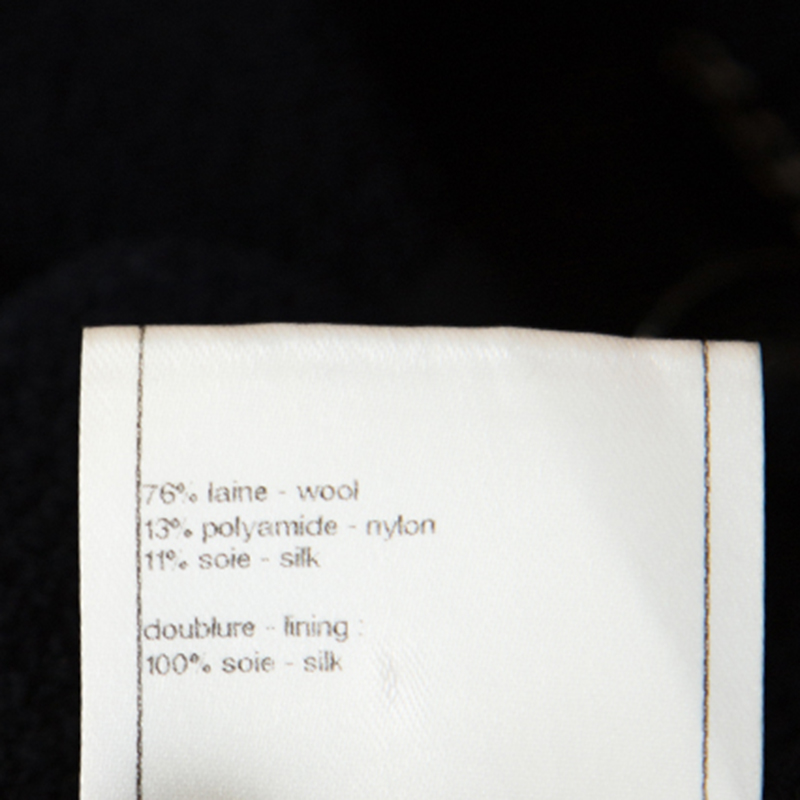 76% laine - wool
13% polyamide - nylon
11% soie - silk
doublure - lining :
100% soie - silk